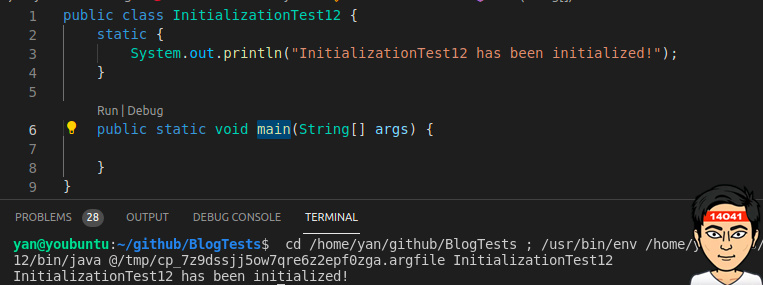 1 public class InitializationTest12 {
2 static {
3 System.out.println("InitializationTest12 has been initialized!");
4 }
5
Run | Debug
6 public static void main(String[] args) {
7
8 }
9 }
PROBLEMS 28 OUTPUT DEBUG CONSOLE TERMINAL
14041
yan@youbuntu:~/github/BlogTests$ cd /home/yan/github/BlogTests ; /usr/bin/env /home/y
12/bin/java @/tmp/cp_7z9dssjj5ow7qre6z2epf0zga.argfile InitializationTest12
InitializationTest12 has been initialized!